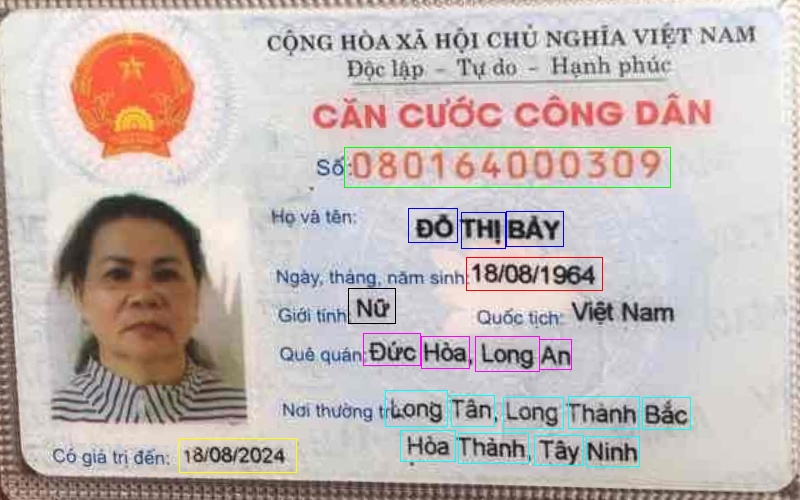 CỘNG HÒA XÃ HỘI CHỦ NGHĨA VIỆT NAM
Độc lập - Tự do - Hạnh phúc
CĂN CƯỚC CÔNG DÂN
Số: 080164000309
Họ và tên: ĐỖ THỊ BẢY
Ngày, tháng, năm sinh: 18/08/1964
Giới tính: Nữ Quốc tịch: Việt Nam
Quê quán: Đức Hòa, Long An
Nơi thường trú: Long Tân, Long Thành Bắc
Hòa Thành, Tây Ninh
Có giá trị đến: 18/08/2024